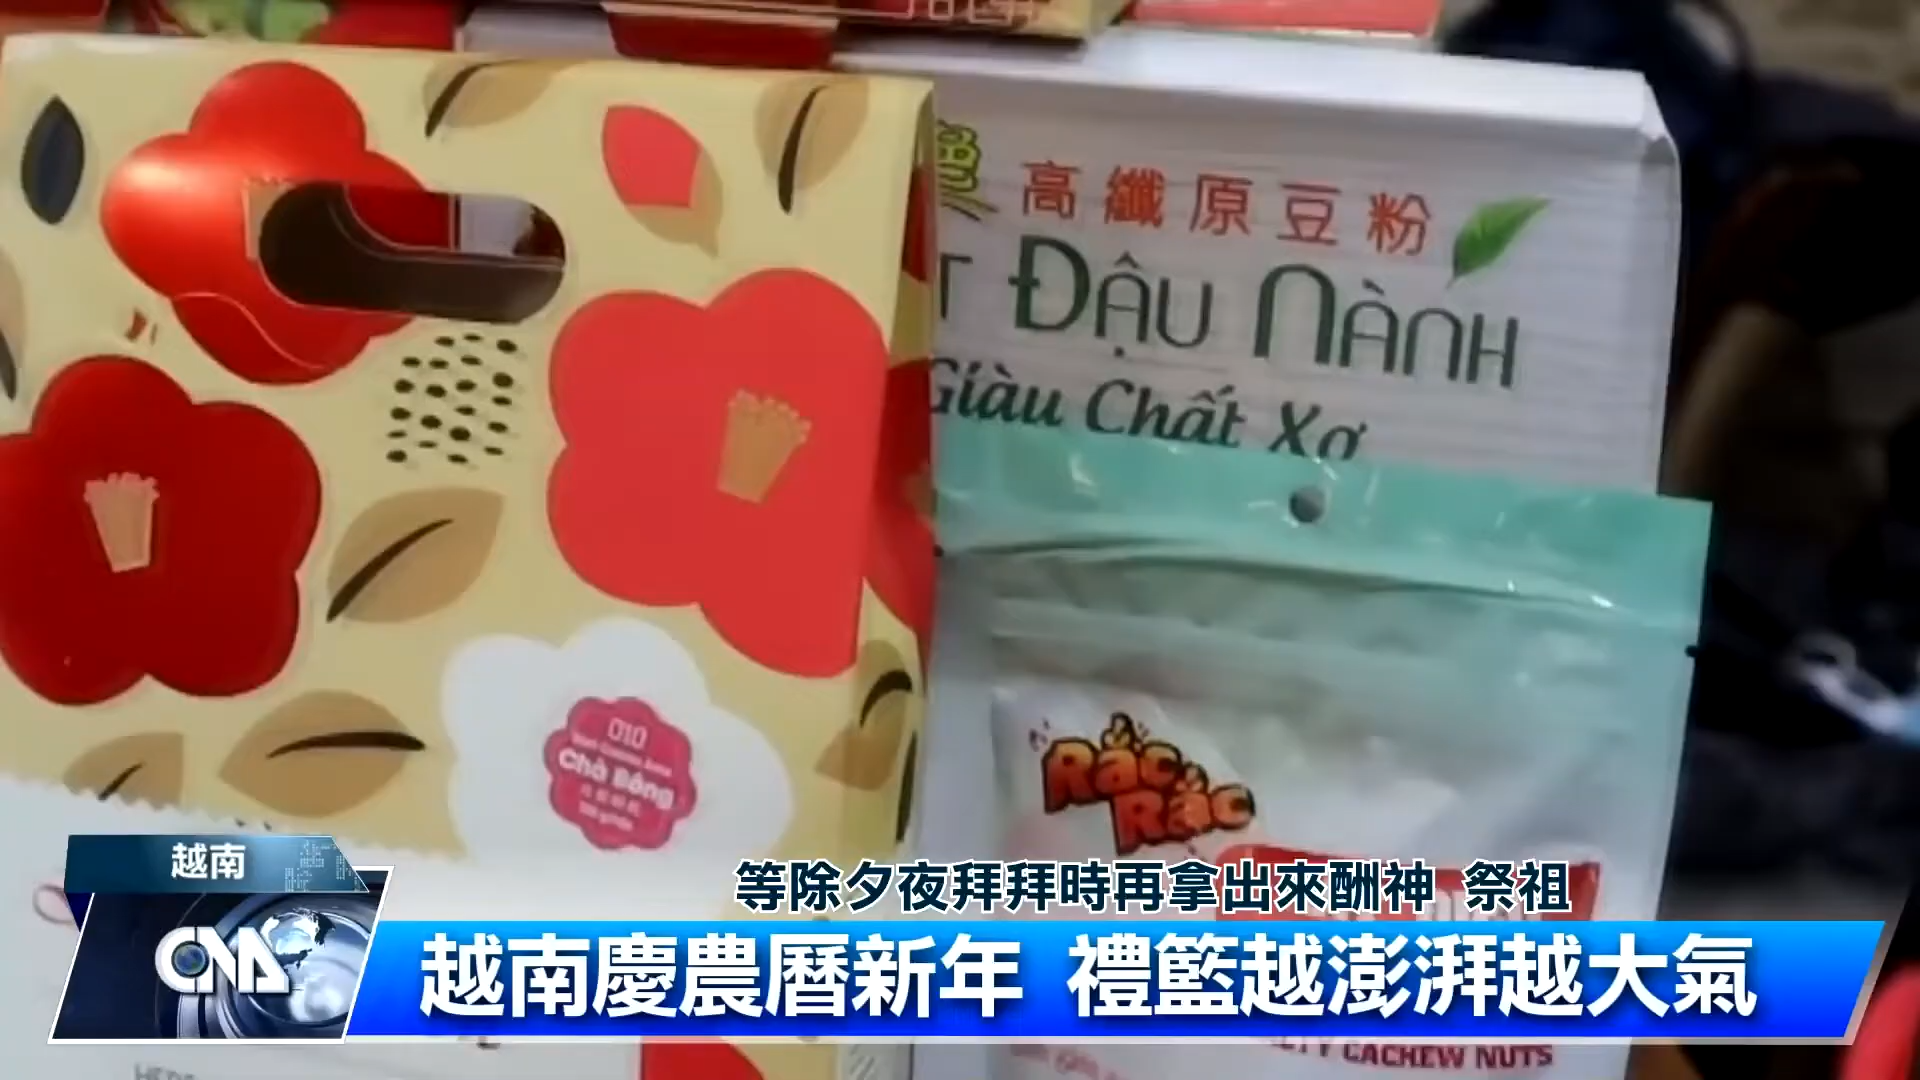 高纖原豆粉
ĐẬU NÀNH
Giàu Chất Xơ
D10
Chà Bông
Rắc
Rắc
越南
CNA
等除夕夜拜拜時再拿出來酬神 祭祖
越南慶農曆新年 禮籃越澎湃越大氣
CACHEW NUTS